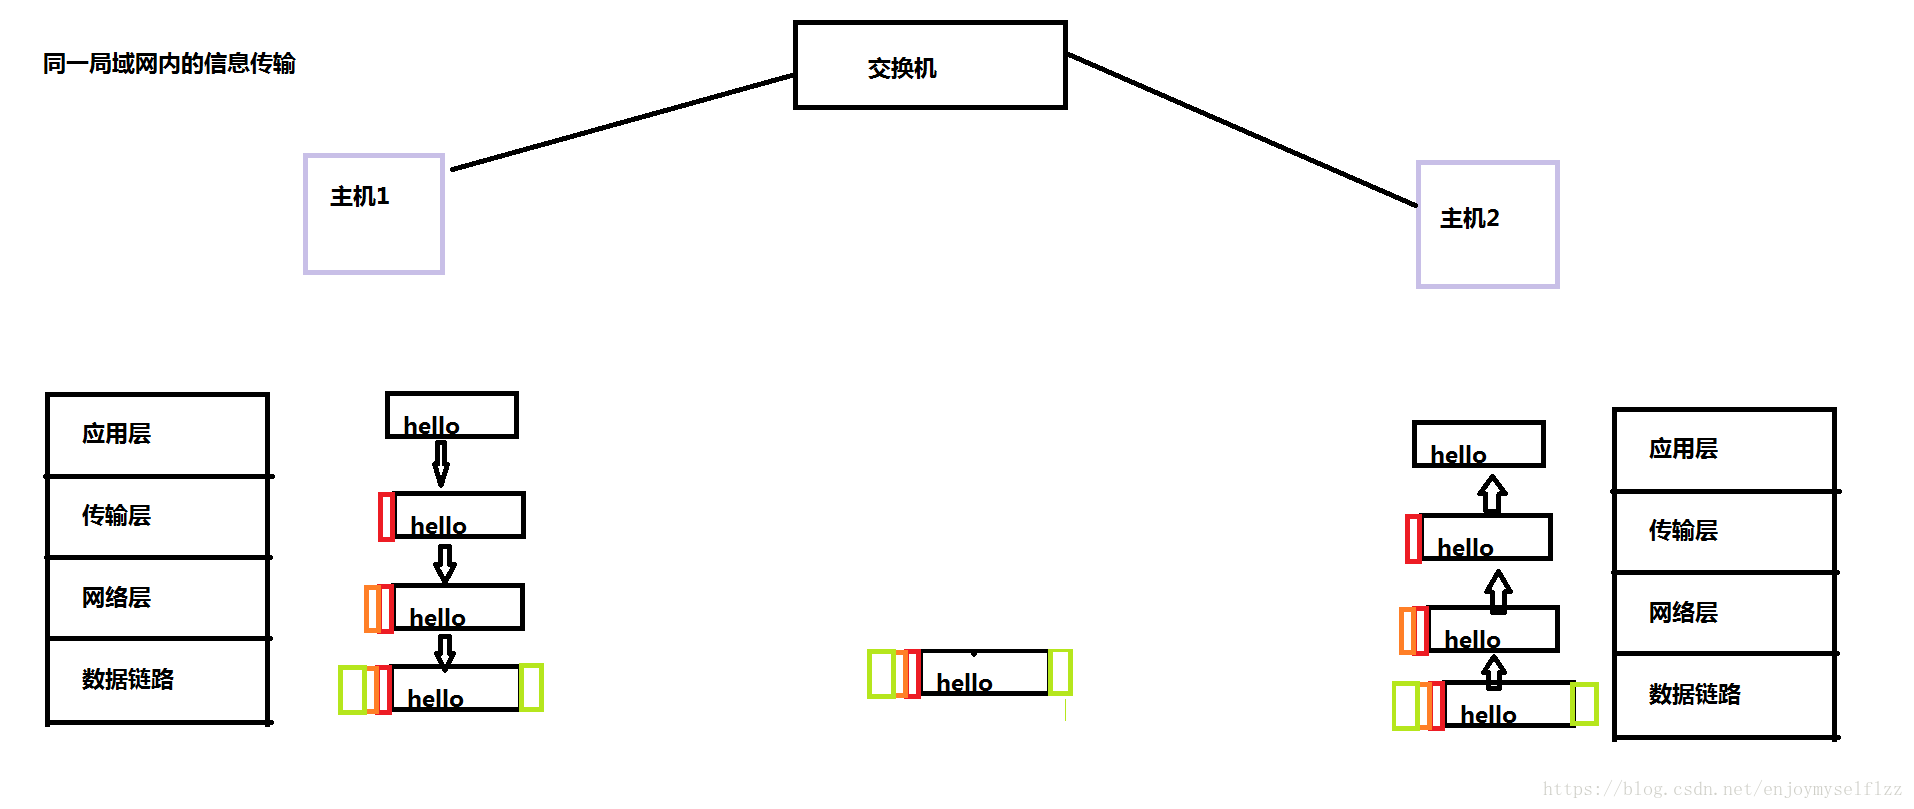 同一局域网内的信息传输
交换机
主机1
主机2
应用层
传输层
网络层
数据链路
hello
hello
hello
hello
hello
hello
hello
hello
hello
应用层
传输层
网络层
数据链路
https://blog.csdn.net/enjoymyselflzz